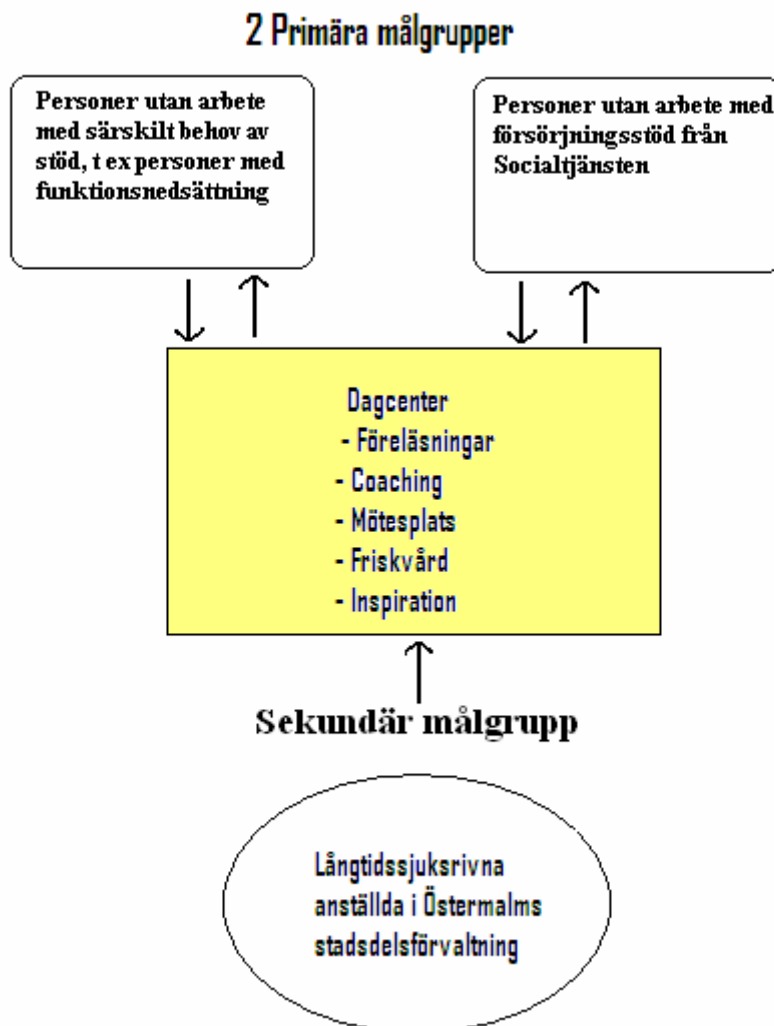 2 Primära målgrupper
Personer utan arbete
med särskilt behov av
stöd, t ex personer med
funktionsnedsättning
Personer utan arbete med
försörjningsstöd från
Socialtjänsten
Dagcenter
- Föreläsningar
- Coaching
- Mötesplats
- Friskvård
- Inspiration
Sekundär målgrupp
Långtidssjuksrivna
anställda i Östermalms
stadsdelsförvaltning